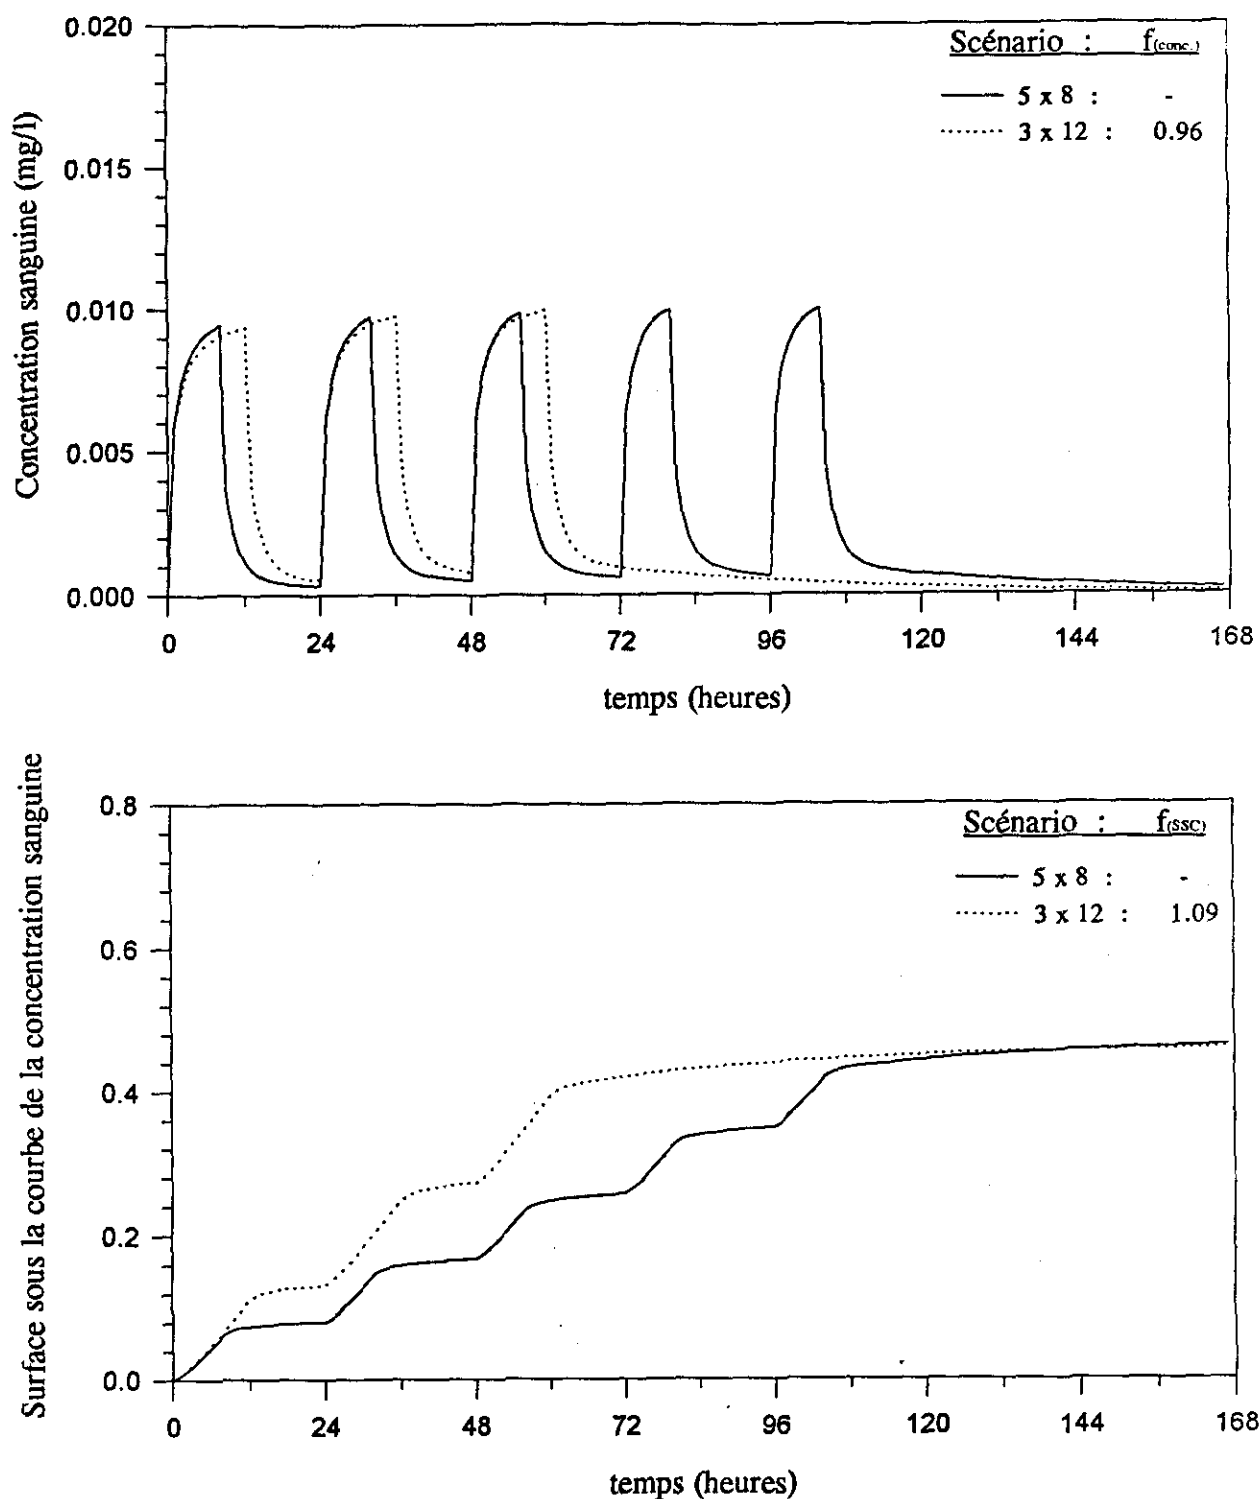 Concentration sanguine (mg/l)
0.020
0.015
0.010
0.005
0.000
Scénario : f(conc.)
5 x 8 : -
3 x 12 : 0.96
0 24 48 72 96 120 144 168
temps (heures)
Surface sous la courbe de la concentration sanguine
0.8
0.6
0.4
0.2
0.0
Scénario : f(SSC)
5 x 8 : -
3 x 12 : 1.09
0 24 48 72 96 120 144 168
temps (heures)